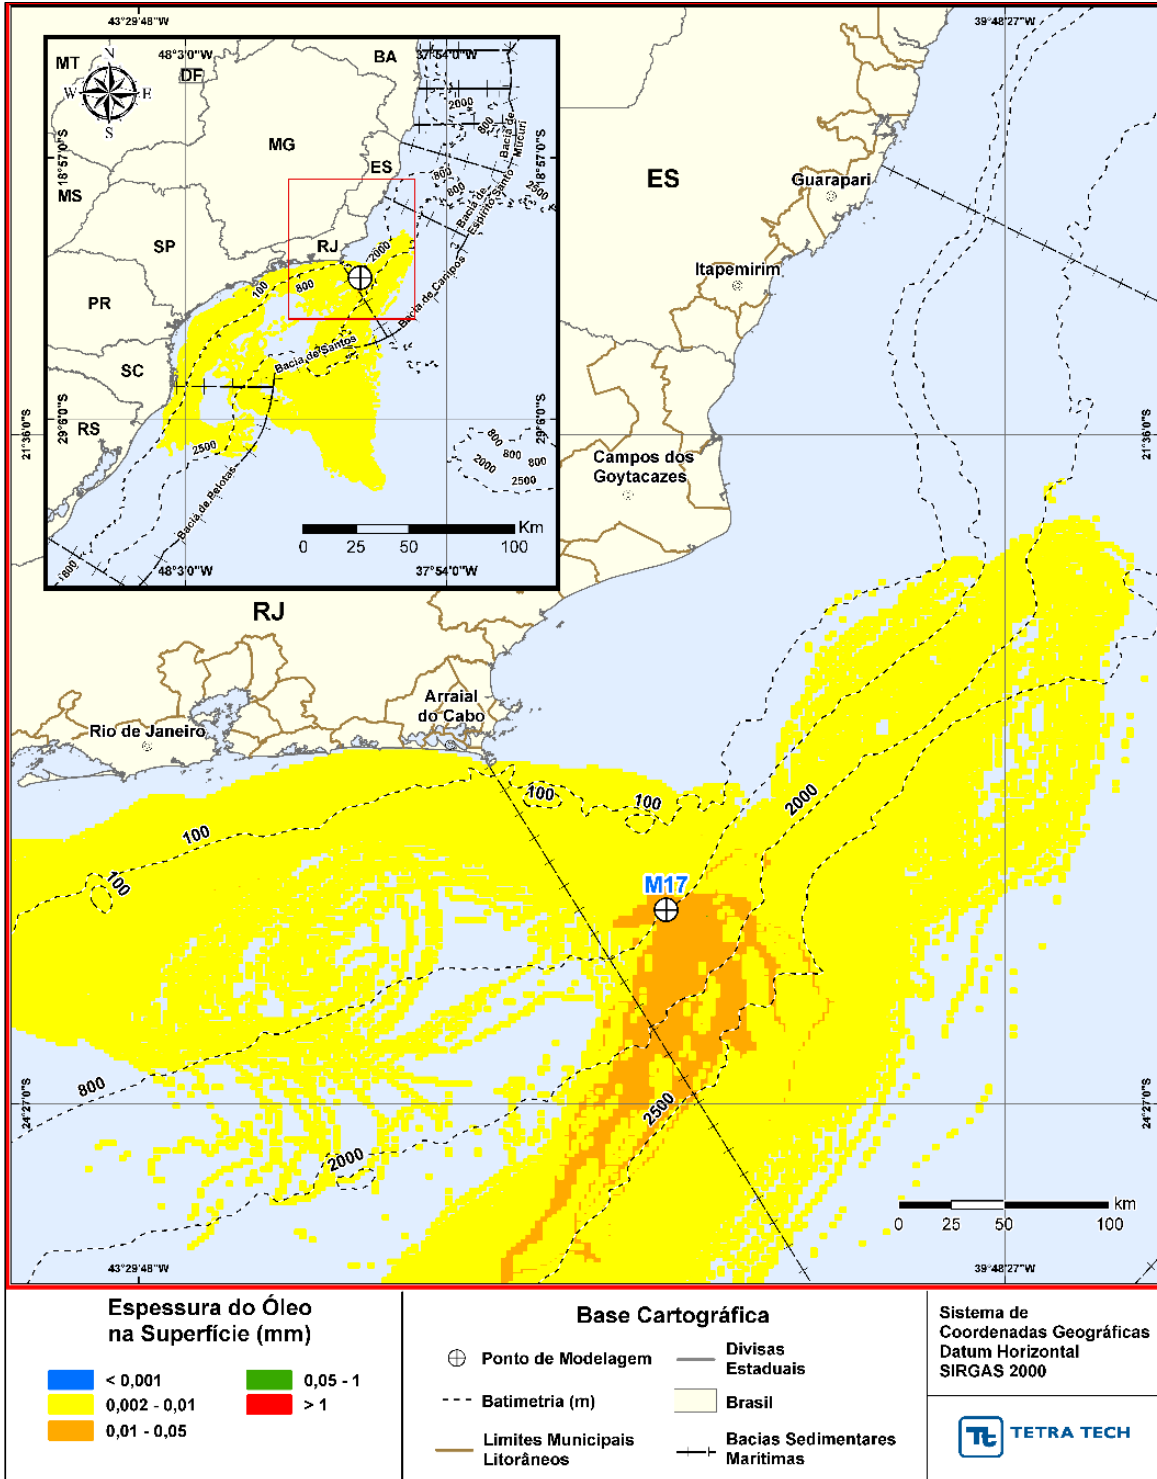 43°29'48"W
39°48'27"W
48°3'0"W
37°54'0"W
MT
N
W
E
S
DF
BA
MG
ES
MS
SP
RJ
PR
SC
RS
18°57'0"S
18°57'0"S
29°6'0"S
29°6'0"S
2000
800
Bacia de
Mucuri
800
800
2500
Bacia de
Espírito Santo
2000
100
800
Bacia de Campos
Bacia de Santos
2500
Bacia de Pelotas
800
800
800
800
2000
2500
Km
0 25 50 100
48°3'0"W
37°54'0"W
ES
Guarapari
Itapemirim
21°36'0"S
21°36'0"S
Campos dos
Goytacazes
RJ
Arraial
do Cabo
Rio de Janeiro
100
100
100
100
2000
M17
800
2500
2000
24°27'0"S
24°27'0"S
km
0 25 50 100
43°29'48"W
39°48'27"W
Espessura do Óleo
na Superfície (mm)
< 0,001
0,002 - 0,01
0,01 - 0,05
0,05 - 1
> 1
Base Cartográfica
Ponto de Modelagem
Batimetria (m)
Limites Municipais
Litorâneos
Divisas
Estaduais
Brasil
Bacias Sedimentares
Marítimas
Sistema de
Coordenadas Geográficas
Datum Horizontal
SIRGAS 2000
Tt
TETRA TECH